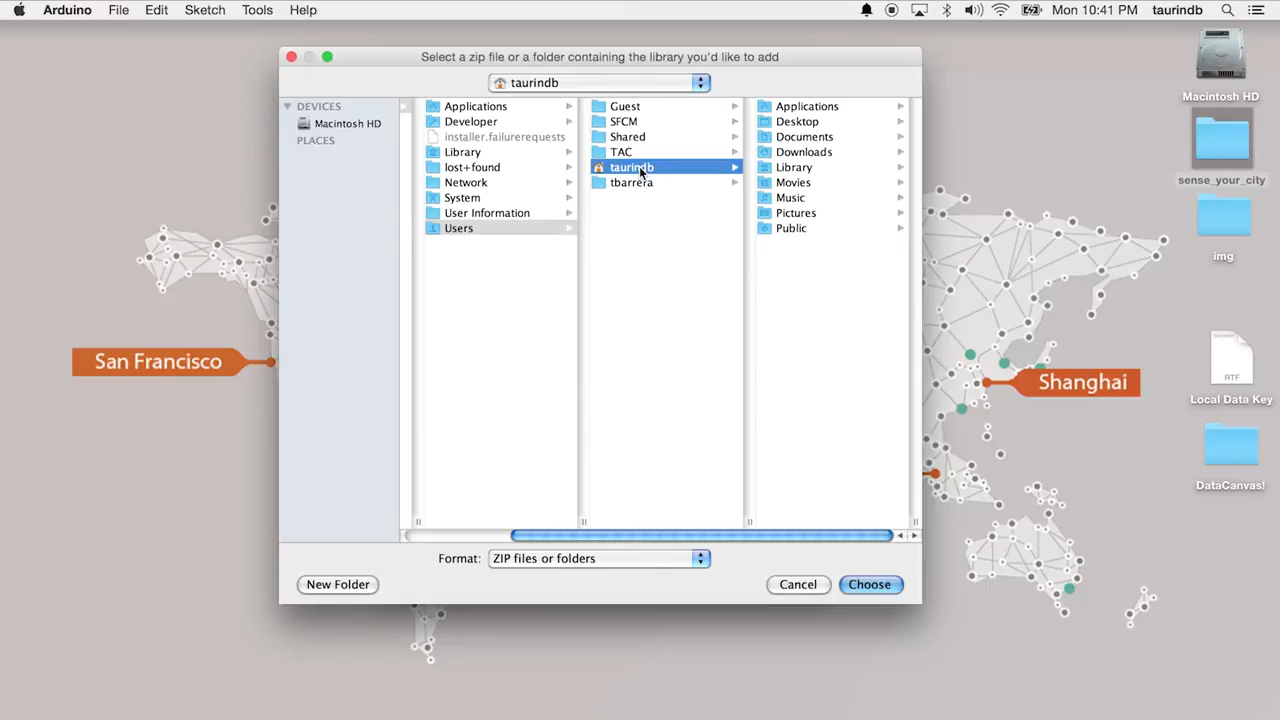 Arduino File Edit Sketch Tools Help Mon 10:41 PM taurindb
Select a zip file or a folder containing the library you'd like to add
taurindb
DEVICES
Macintosh HD
PLACES
Applications
Developer
installer.failurerequests
Library
lost+found
Network
System
User Information
Users
Guest
SFCM
Shared
TAC
taurindb
tbarrera
Applications
Desktop
Documents
Downloads
Library
Movies
Music
Pictures
Public
Format: ZIP files or folders
New Folder Cancel Choose
San Francisco
Shanghai
Macintosh HD
sense_your_city
img
RTF
Local Data Key
DataCanvas!